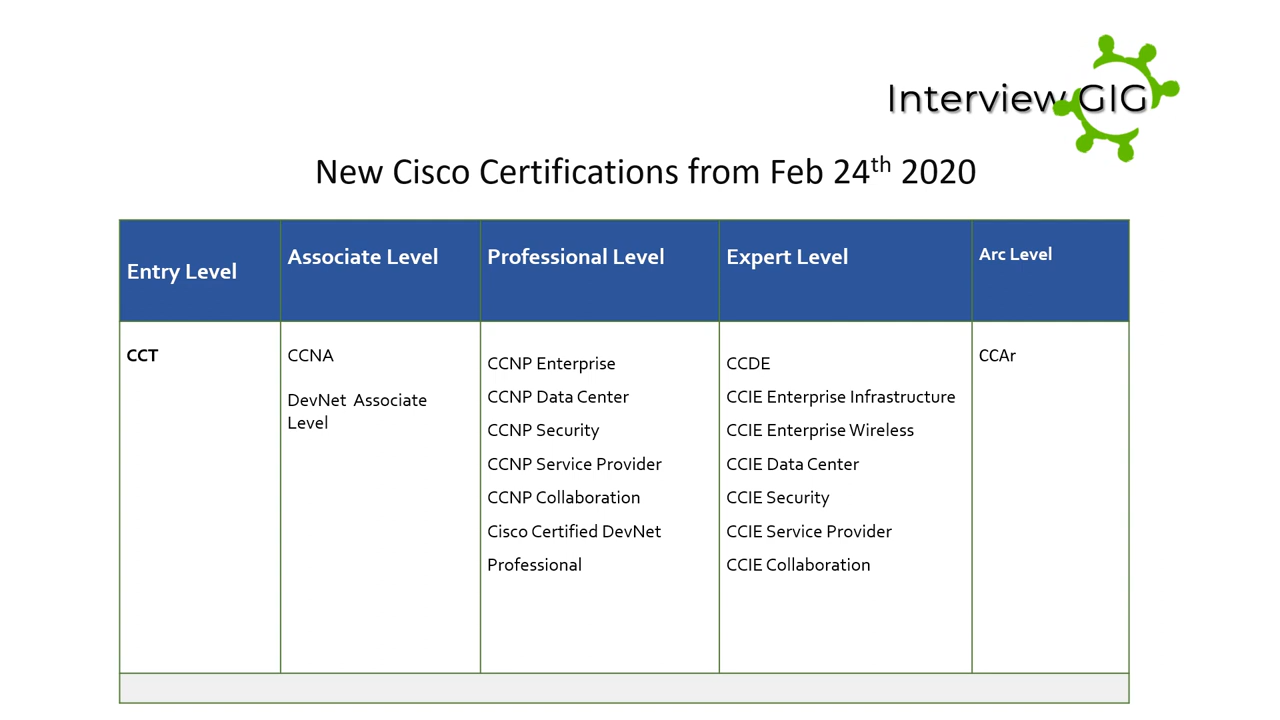 Interview GIG
New Cisco Certifications from Feb 24th 2020
Entry Level
Associate Level
Professional Level
Expert Level
Arc Level
CCT
CCNA
DevNet Associate
Level
CCNP Enterprise
CCNP Data Center
CCNP Security
CCNP Service Provider
CCNP Collaboration
Cisco Certified DevNet
Professional
CCDE
CCIE Enterprise Infrastructure
CCIE Enterprise Wireless
CCIE Data Center
CCIE Security
CCIE Service Provider
CCIE Collaboration
CCAr